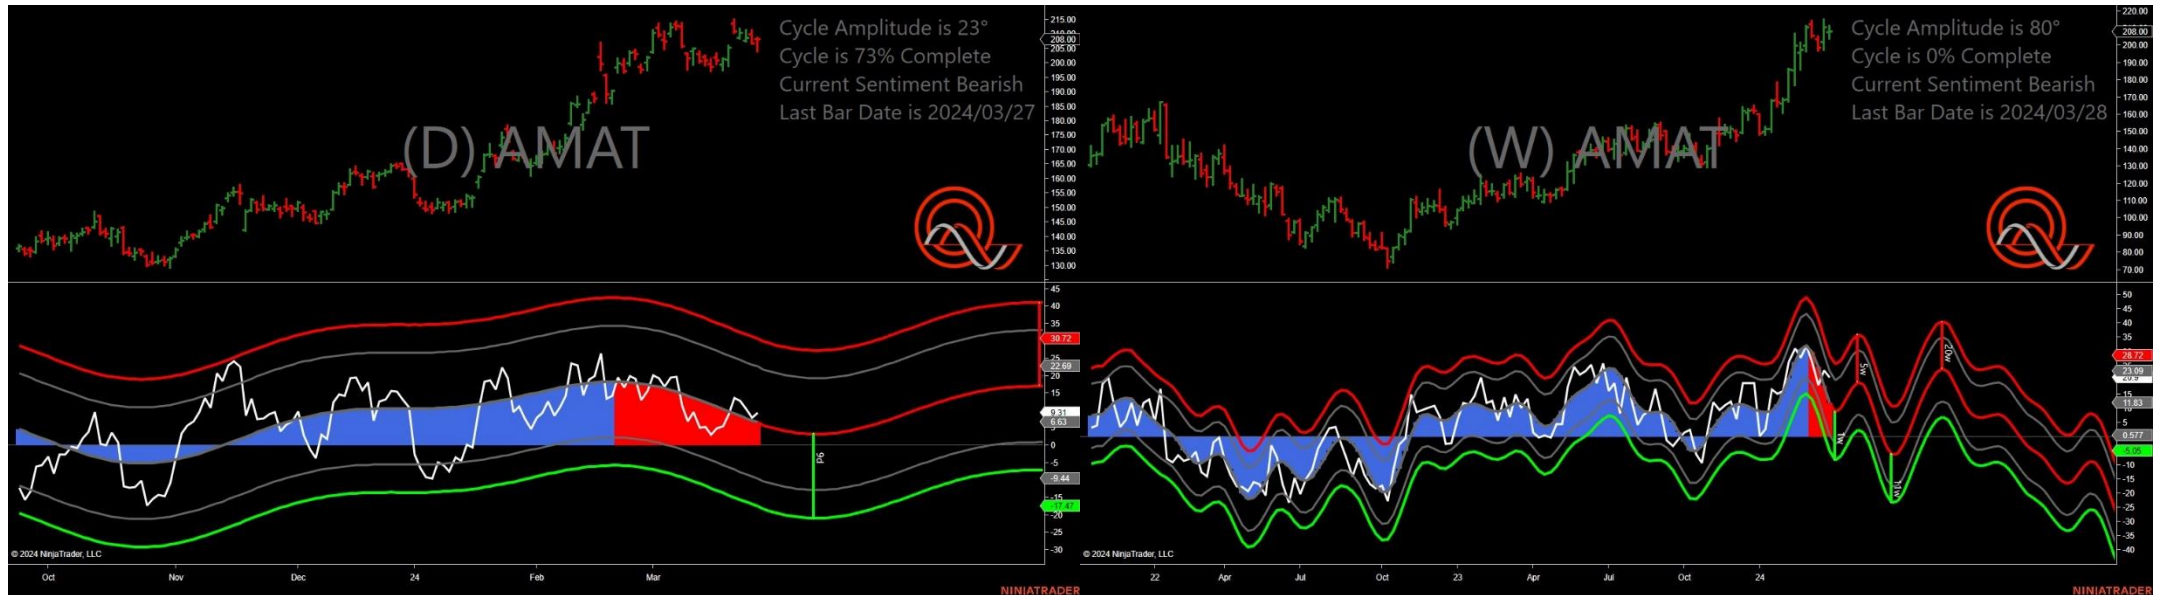 Cycle Amplitude is 23°
Cycle is 73% Complete
Current Sentiment Bearish
Last Bar Date is 2024/03/27
(D) AMAT
215.00
208.00
205.00
200.00
195.00
190.00
185.00
180.00
175.00
170.00
165.00
160.00
155.00
150.00
145.00
140.00
135.00
130.00
45
40
35
30.72
25
22.69
20
15
9.31
6.63
0
-5
-9.44
-15
-17.47
-20
-25
-30
9d
© 2024 NinjaTrader, LLC
Oct
Nov
Dec
24
Feb
Mar
NINJATRADER
Cycle Amplitude is 80°
Cycle is 0% Complete
Current Sentiment Bearish
Last Bar Date is 2024/03/28
(W) AMAT
220.00
210.00
208.00
200.00
190.00
180.00
170.00
160.00
150.00
140.00
130.00
120.00
110.00
100.00
90.00
80.00
70.00
50
45
40
35
28.72
23.09
20.9
15
11.83
5
0.577
-5.05
-10
-15
-20
-25
-30
-35
-40
1w
5w
11w
20w
© 2024 NinjaTrader, LLC
22
Apr
Jul
Oct
23
Apr
Jul
Oct
24
NINJATRADER